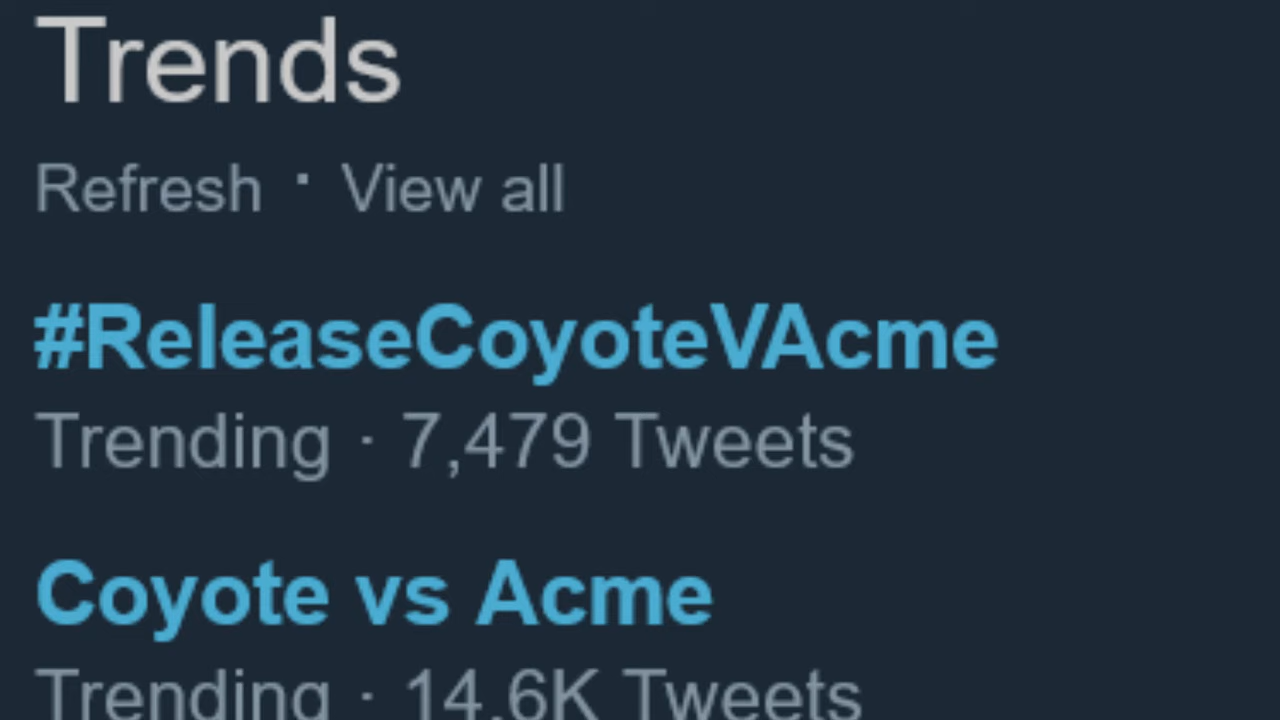 Trends
Refresh · View all
#ReleaseCoyoteVAcme
Trending · 7,479 Tweets
Coyote vs Acme
Trending · 14.6K Tweets